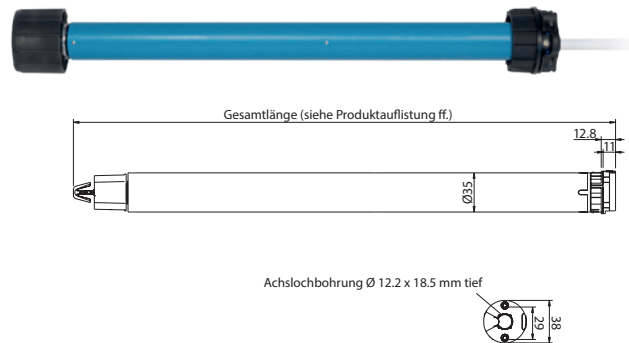 Gesamtlänge (siehe Produktauflistung ff.)
12.8
11
Ø35
Achslochbohrung Ø 12.2 x 18.5 mm tief
29
38